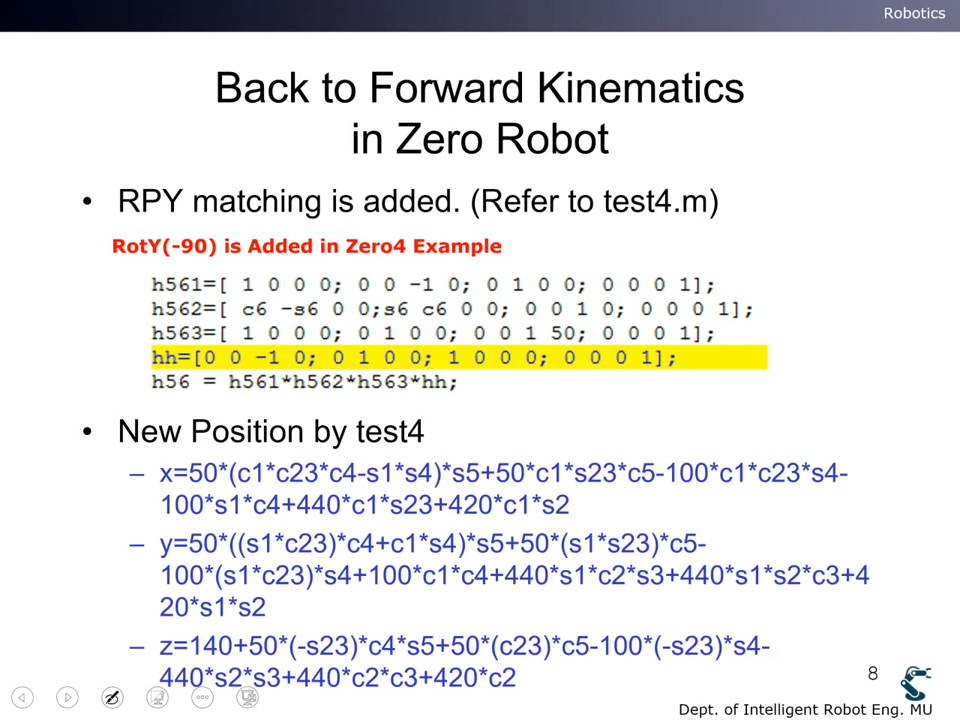 Robotics
Back to Forward Kinematics
in Zero Robot
• RPY matching is added. (Refer to test4.m)
RotY(-90) is Added in Zero4 Example
h561=[ 1 0 0 0; 0 0 -1 0; 0 1 0 0; 0 0 0 1];
h562=[ c6 -s6 0 0;s6 c6 0 0; 0 0 1 0; 0 0 0 1];
h563=[ 1 0 0 0; 0 1 0 0; 0 0 1 50; 0 0 0 1];
hh=[0 0 -1 0; 0 1 0 0; 1 0 0 0; 0 0 0 1];
h56 = h561*h562*h563*hh;
• New Position by test4
– x=50*(c1*c23*c4-s1*s4)*s5+50*c1*s23*c5-100*c1*c23*s4-
100*s1*c4+440*c1*s23+420*c1*s2
– y=50*((s1*c23)*c4+c1*s4)*s5+50*(s1*s23)*c5-
100*(s1*c23)*s4+100*c1*c4+440*s1*c2*s3+440*s1*s2*c3+4
20*s1*s2
– z=140+50*(-s23)*c4*s5+50*(c23)*c5-100*(-s23)*s4-
440*s2*s3+440*c2*c3+420*c2
8
Dept. of Intelligent Robot Eng. MU